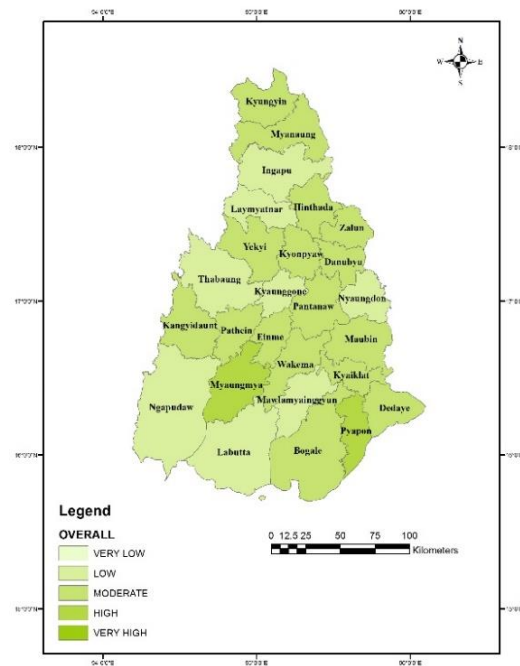 N
W E
S
Kyungyin
Myanaung
Ingapu
Laymyatnar
Hinthada
Zalun
Yekyi
Kyonpyaw
Danubyu
Thabaung
Kyaunggone
Nyaungdon
Pantanaw
Kangyidaunt
Pathein
Einme
Maubin
Wakema
Kyaiklat
Myaungmya
Mawlamyainggyun
Dedaye
Ngapudaw
Pyapon
Labutta
Bogale
Legend
OVERALL
VERY LOW
LOW
MODERATE
HIGH
VERY HIGH
0 12.5 25 50 75 100
Kilometers